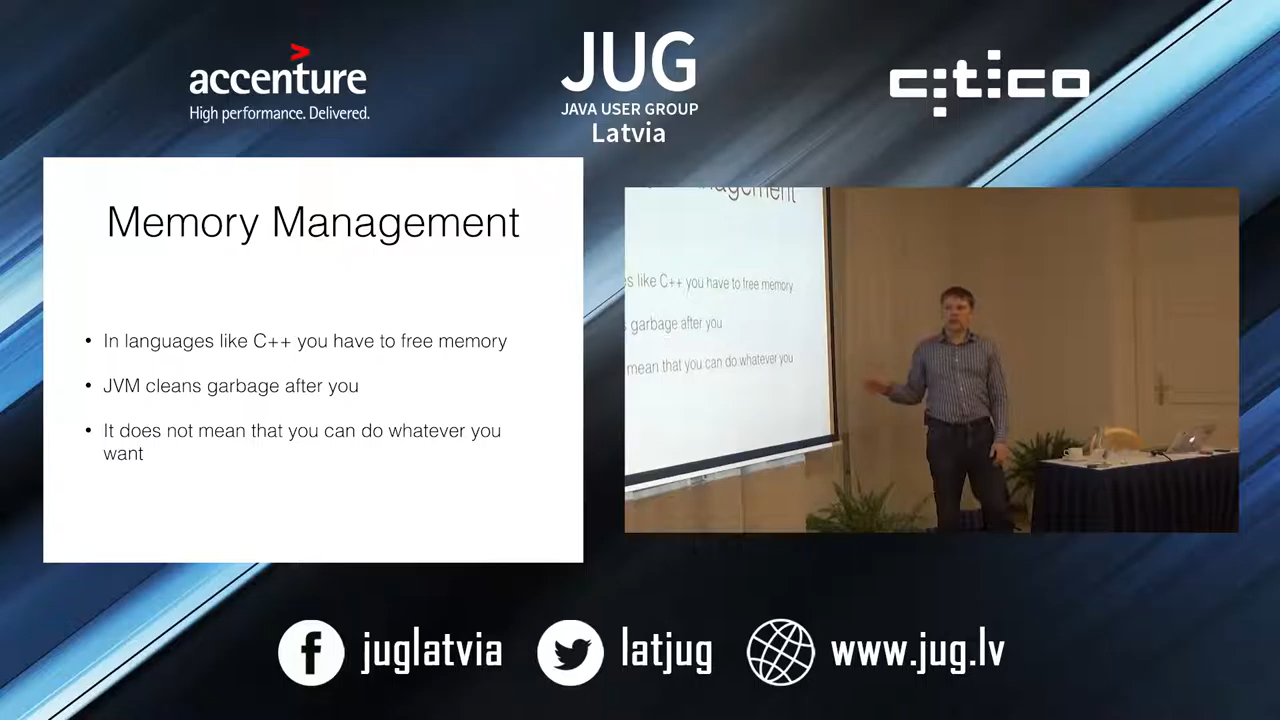 accenture
High performance. Delivered.
JUG
JAVA USER GROUP
Latvia
citico
Memory Management
• In languages like C++ you have to free memory
• JVM cleans garbage after you
• It does not mean that you can do whatever you
want
s like C++ you have to free memory
garbage after you
mean that you can do whatever you
juglatvia
latjug
www.jug.lv